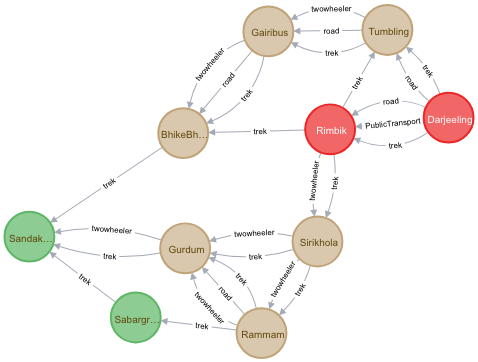 twowheeler
Gairibus
Tumbling
road
trek
twowheeler
road
trek
trek
road
trek
trek
road
Darjeeling
PublicTransport
BhikeBh...
trek
Rimbik
trek
trek
twowheeler
trek
Sandak...
twowheeler
twowheeler
Sirikhola
Gurdum
trek
trek
trek
trek
road
twowheeler
twowheeler
trek
Sabargr...
trek
Rammam